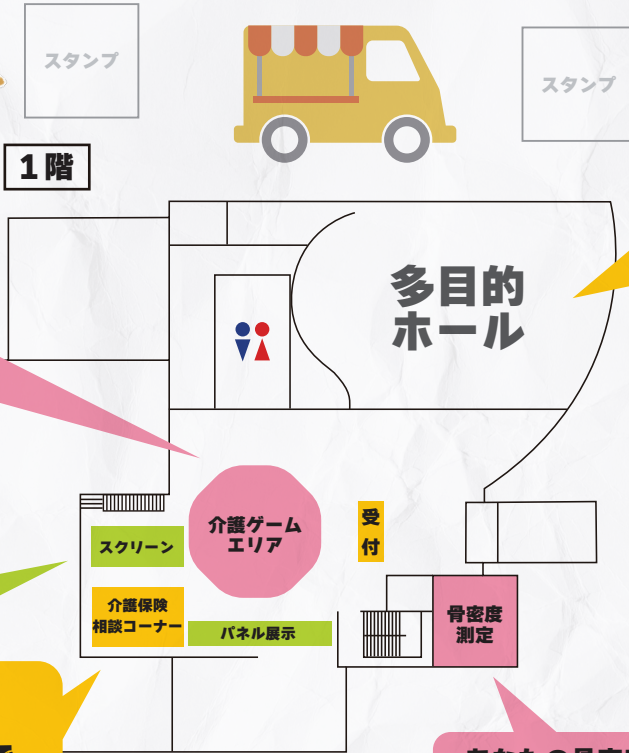 スタンプ
スタンプ
1階
多目的
ホール
介護ゲーム
エリア
受
付
スクリーン
介護保険
相談コーナー
パネル展示
骨密度
測定